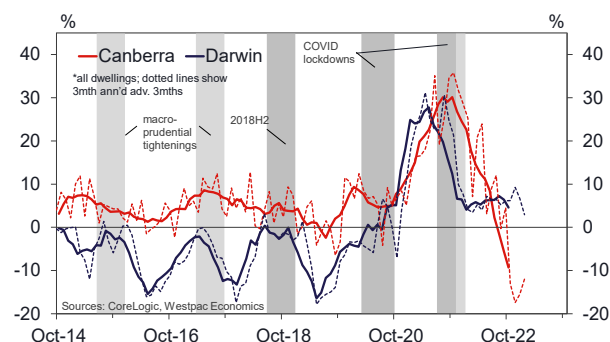 % %
Canberra Darwin
*all dwellings; dotted lines show
3mth ann'd adv. 3mths
COVID
lockdowns
macro-
prudential
tightenings
2018H2
40 40
30 30
20 20
10 10
0 0
-10 -10
-20 -20
Sources: CoreLogic, Westpac Economics
Oct-14 Oct-16 Oct-18 Oct-20 Oct-22